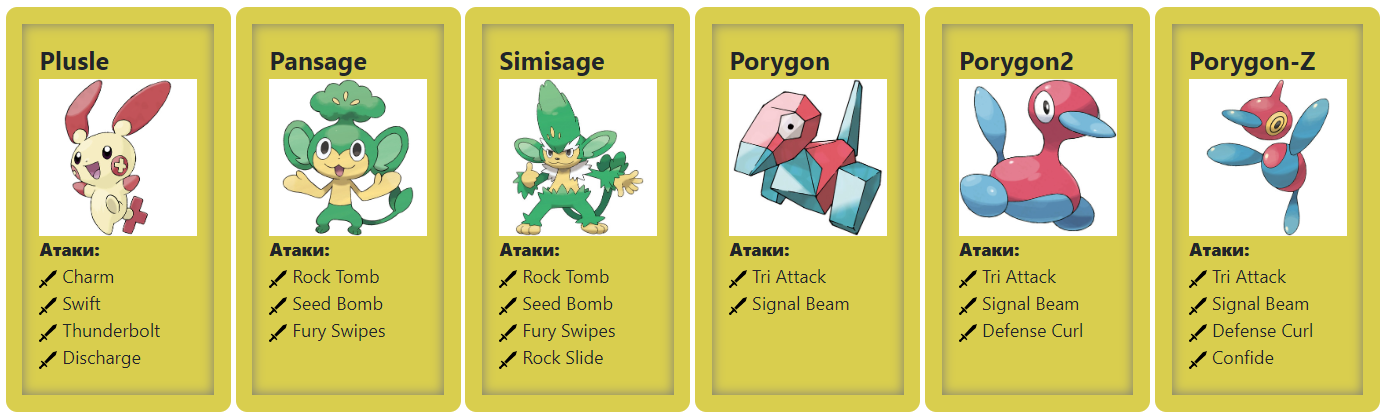 Plusle
Атаки:
Charm
Swift
Thunderbolt
Discharge
Pansage
Атаки:
Rock Tomb
Seed Bomb
Fury Swipes
Simisage
Атаки:
Rock Tomb
Seed Bomb
Fury Swipes
Rock Slide
Porygon
Атаки:
Tri Attack
Signal Beam
Porygon2
Атаки:
Tri Attack
Signal Beam
Defense Curl
Porygon-Z
Атаки:
Tri Attack
Signal Beam
Defense Curl
Confide